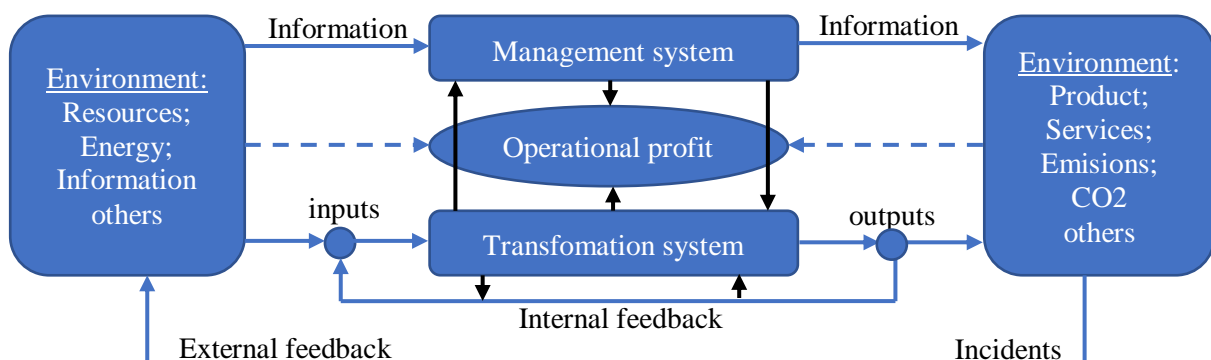 Information
Management system
Information
Environment:
Resources;
Energy;
Information
others
Operational profit
Environment:
Product;
Services;
Emisions;
CO2
others
inputs
Transfomation system
outputs
Internal feedback
External feedback
Incidents